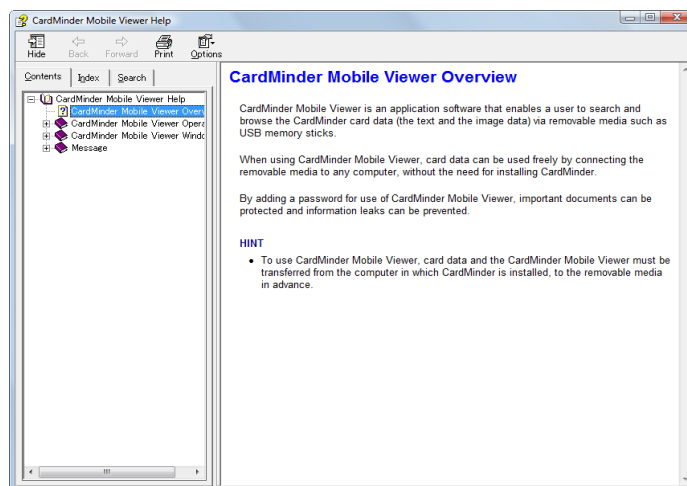 CardMinder Mobile Viewer Help
Hide Back Forward Print Options
Contents Index Search
CardMinder Mobile Viewer Help
CardMinder Mobile Viewer Overv
CardMinder Mobile Viewer Opera
CardMinder Mobile Viewer Windo
Message
CardMinder Mobile Viewer Overview
CardMinder Mobile Viewer is an application software that enables a user to search and
browse the CardMinder card data (the text and the image data) via removable media such as
USB memory sticks.
When using CardMinder Mobile Viewer, card data can be used freely by connecting the
removable media to any computer, without the need for installing CardMinder.
By adding a password for use of CardMinder Mobile Viewer, important documents can be
protected and information leaks can be prevented.
HINT
• To use CardMinder Mobile Viewer, card data and the CardMinder Mobile Viewer must be
transferred from the computer in which CardMinder is installed, to the removable media
in advance.